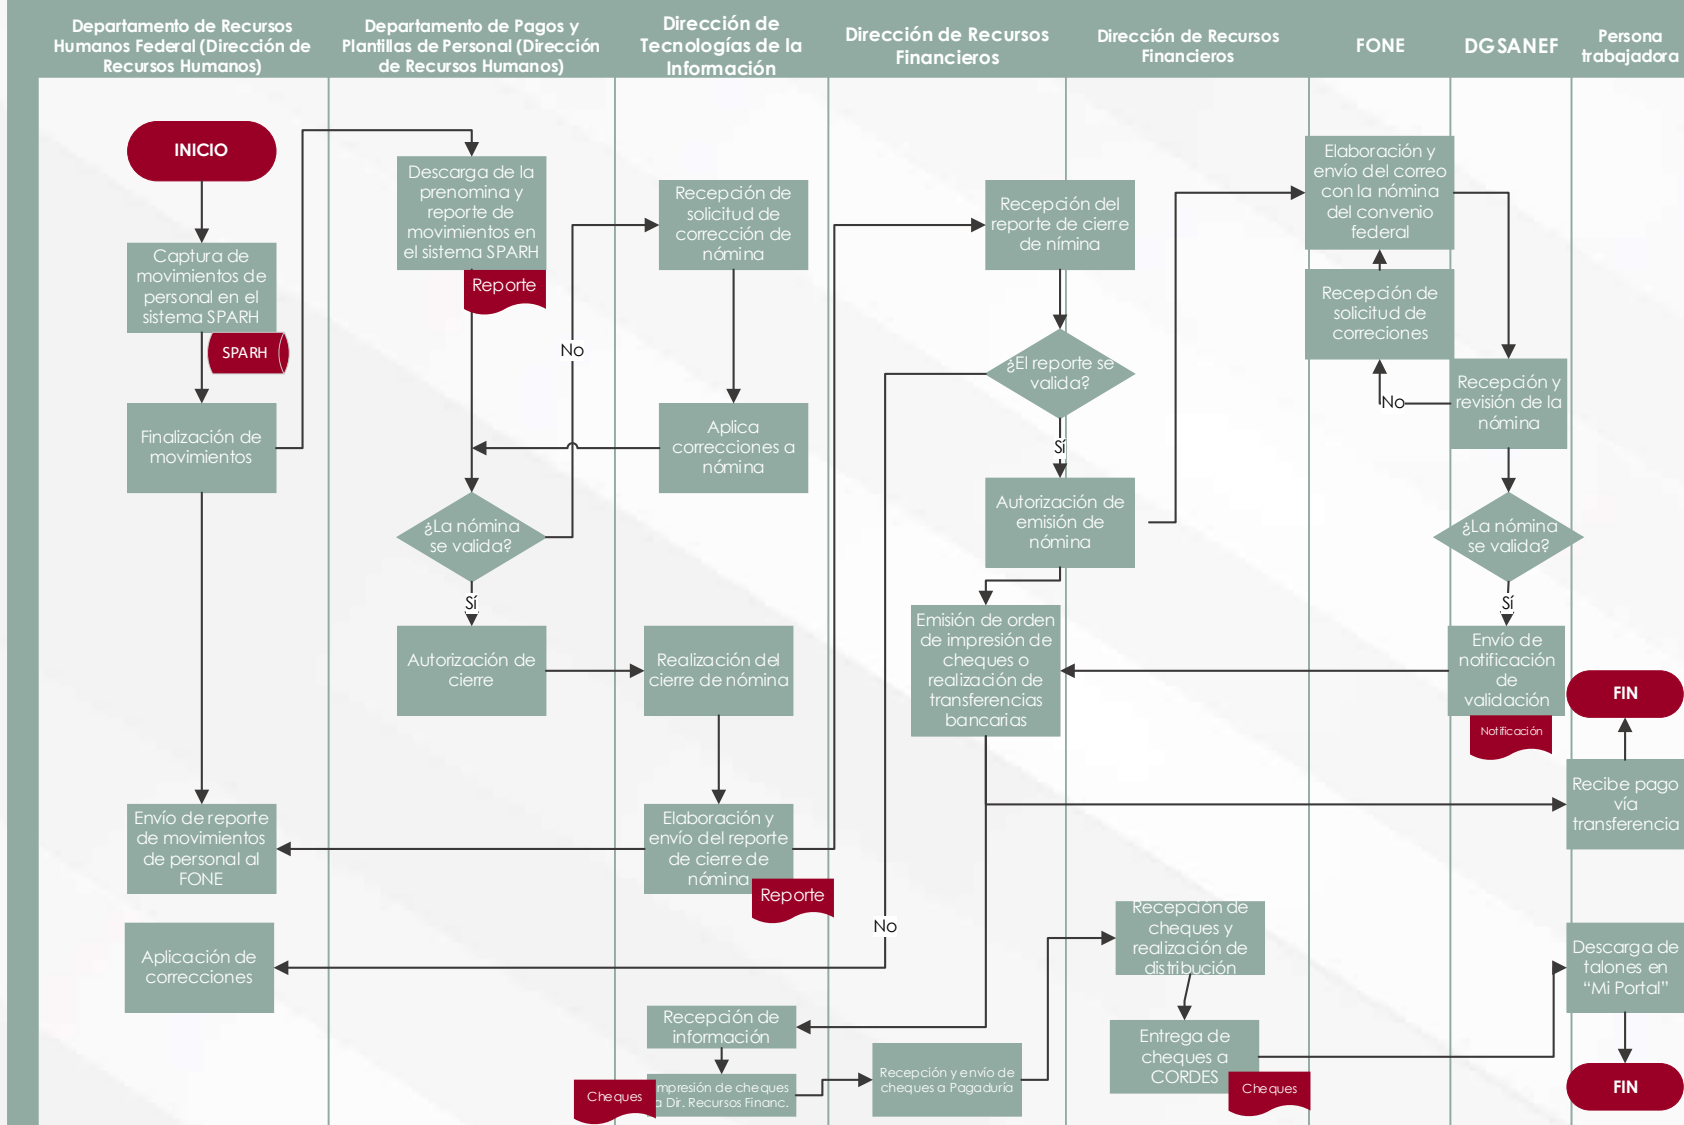 Departamento de Recursos
Humanos Federal (Dirección de
Recursos Humanos)
Departamento de Pagos y
Plantillas de Personal (Dirección
de Recursos Humanos)
Dirección de
Tecnologías de la
Información
Dirección de Recursos
Financieros
Dirección de Recursos
Financieros
FONE
DGSANEF
Persona
trabajadora
INICIO
Captura de
movimientos de
personal en el
sistema SPARH
SPARH
Finalización de
movimientos
Envío de reporte
de movimientos
de personal al
FONE
Aplicación de
correcciones
Descarga de la
prenomina y
reporte de
movimientos en
el sistema SPARH
Reporte
No
¿La nómina
se valida?
Sí
Autorización de
cierre
Recepción de
solicitud de
corrección de
nómina
Aplica
correcciones a
nómina
Realización del
cierre de nómina
Elaboración y
envío del reporte
de cierre de
nómina
Reporte
Recepción de
información
Impresión de cheques
a Dir. Recursos Financ.
Cheques
Recepción del
reporte de cierre
de nímina
¿El reporte se
valida?
Sí
No
Autorización de
emisión de
nómina
Emisión de orden
de impresión de
cheques o
realización de
transferencias
bancarias
Recepción y envío de
cheques a Pagaduría
Recepción de
cheques y
realización de
distribución
Entrega de
cheques a
CORDES
Cheques
Elaboración y
envío del correo
con la nómina
del convenio
federal
Recepción de
solicitud de
correciones
No
Recepción y
revisión de la
nómina
¿La nómina
se valida?
Sí
Envío de
notificación
de
validación
Notificación
FIN
Recibe pago
vía
transferencia
Descarga de
talones en
“Mi Portal”
FIN